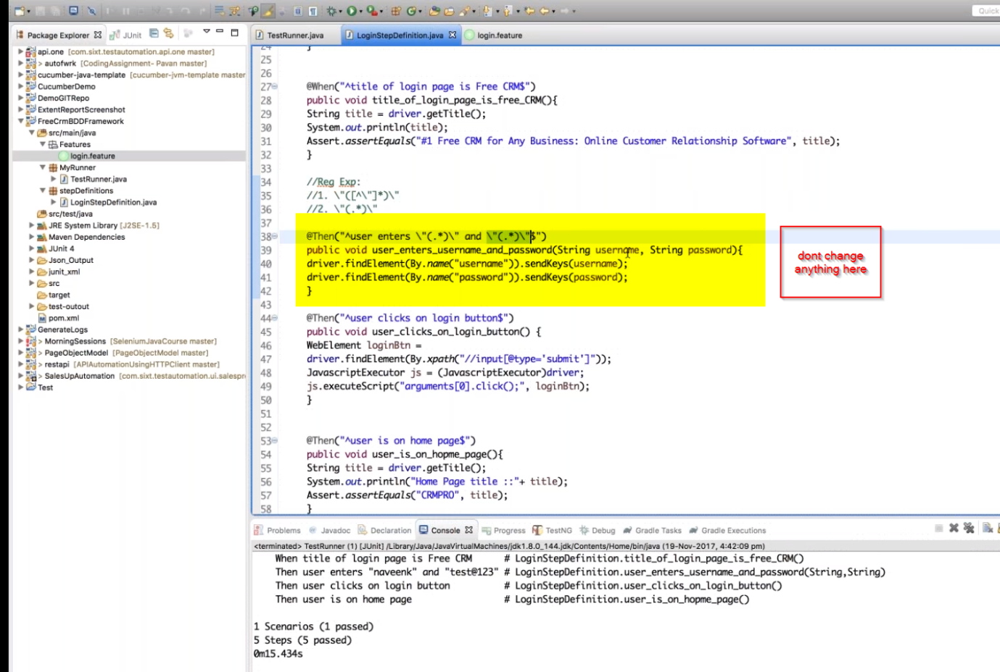 Quick
Package Explorer
JUnit
TestRunner.java
LoginStepDefinition.java
login.feature
api.one [com.sixt.testautomation.api.one master]
> autofwrk [CodingAssignment- Pavan master]
cucumber-java-template [cucumber-jvm-template master
CucumberDemo
DemoGITRepo
ExtentReportScreenshot
FreeCrmBDDFramework
src/main/java
Features
login.feature
MyRunner
TestRunner.java
stepDefinitions
LoginStepDefinition.java
src/test/java
JRE System Library [J2SE-1.5]
Maven Dependencies
JUnit 4
Json_Output
junit_xml
src
target
test-outout
pom.xml
GenerateLogs
> MorningSessions [SeleniumJavaCourse master]
> PageObjectModel [PageObjectModel master]
> restapi [APIAutomationUsingHTTPClient master]
> SalesUpAutomation [com.sixt.testautomation.ui.salespr
Test
24 }
25
26
27 @When("^title of login page is Free CRM$")
28 public void title_of_login_page_is_free_CRM(){
29 String title = driver.getTitle();
30 System.out.println(title);
31 Assert.assertEquals("#1 Free CRM for Any Business: Online Customer Relationship Software", title);
32 }
33
34 //Reg Exp:
35 //1. \"([^\"]*)\"
36 //2. \"(.*)\"
37
38 @Then("^user enters \"(.*)\" and \"(.*)\"$")
39 public void user_enters_username_and_password(String username, String password){
40 driver.findElement(By.name("username")).sendKeys(username);
41 driver.findElement(By.name("password")).sendKeys(password);
42 }
43
44 @Then("^user clicks on login button$")
45 public void user_clicks_on_login_button() {
46 WebElement loginBtn =
47 driver.findElement(By.xpath("//input[@type='submit']"));
48 JavascriptExecutor js = (JavascriptExecutor)driver;
49 js.executeScript("arguments[0].click();", loginBtn);
50 }
51
52
53 @Then("^user is on home page$")
54 public void user_is_on_hopme_page(){
55 String title = driver.getTitle();
56 System.out.println("Home Page title ::"+ title);
57 Assert.assertEquals("CRMPRO", title);
58 }
dont change
anything here
Problems @ Javadoc Declaration Console Progress TestNG Debug Gradle Tasks Gradle Executions
<terminated> TestRunner (1) [JUnit] /Library/Java/JavaVirtualMachines/jdk1.8.0_144.jdk/Contents/Home/bin/java (19-Nov-2017, 4:42:09 pm)
When title of login page is Free CRM # LoginStepDefinition.title_of_login_page_is_free_CRM()
Then user enters "naveenk" and "test@123" # LoginStepDefinition.user_enters_username_and_password(String,String)
Then user clicks on login button # LoginStepDefinition.user_clicks_on_login_button()
Then user is on home page # LoginStepDefinition.user_is_on_hopme_page()
1 Scenarios (1 passed)
5 Steps (5 passed)
0m15.434s